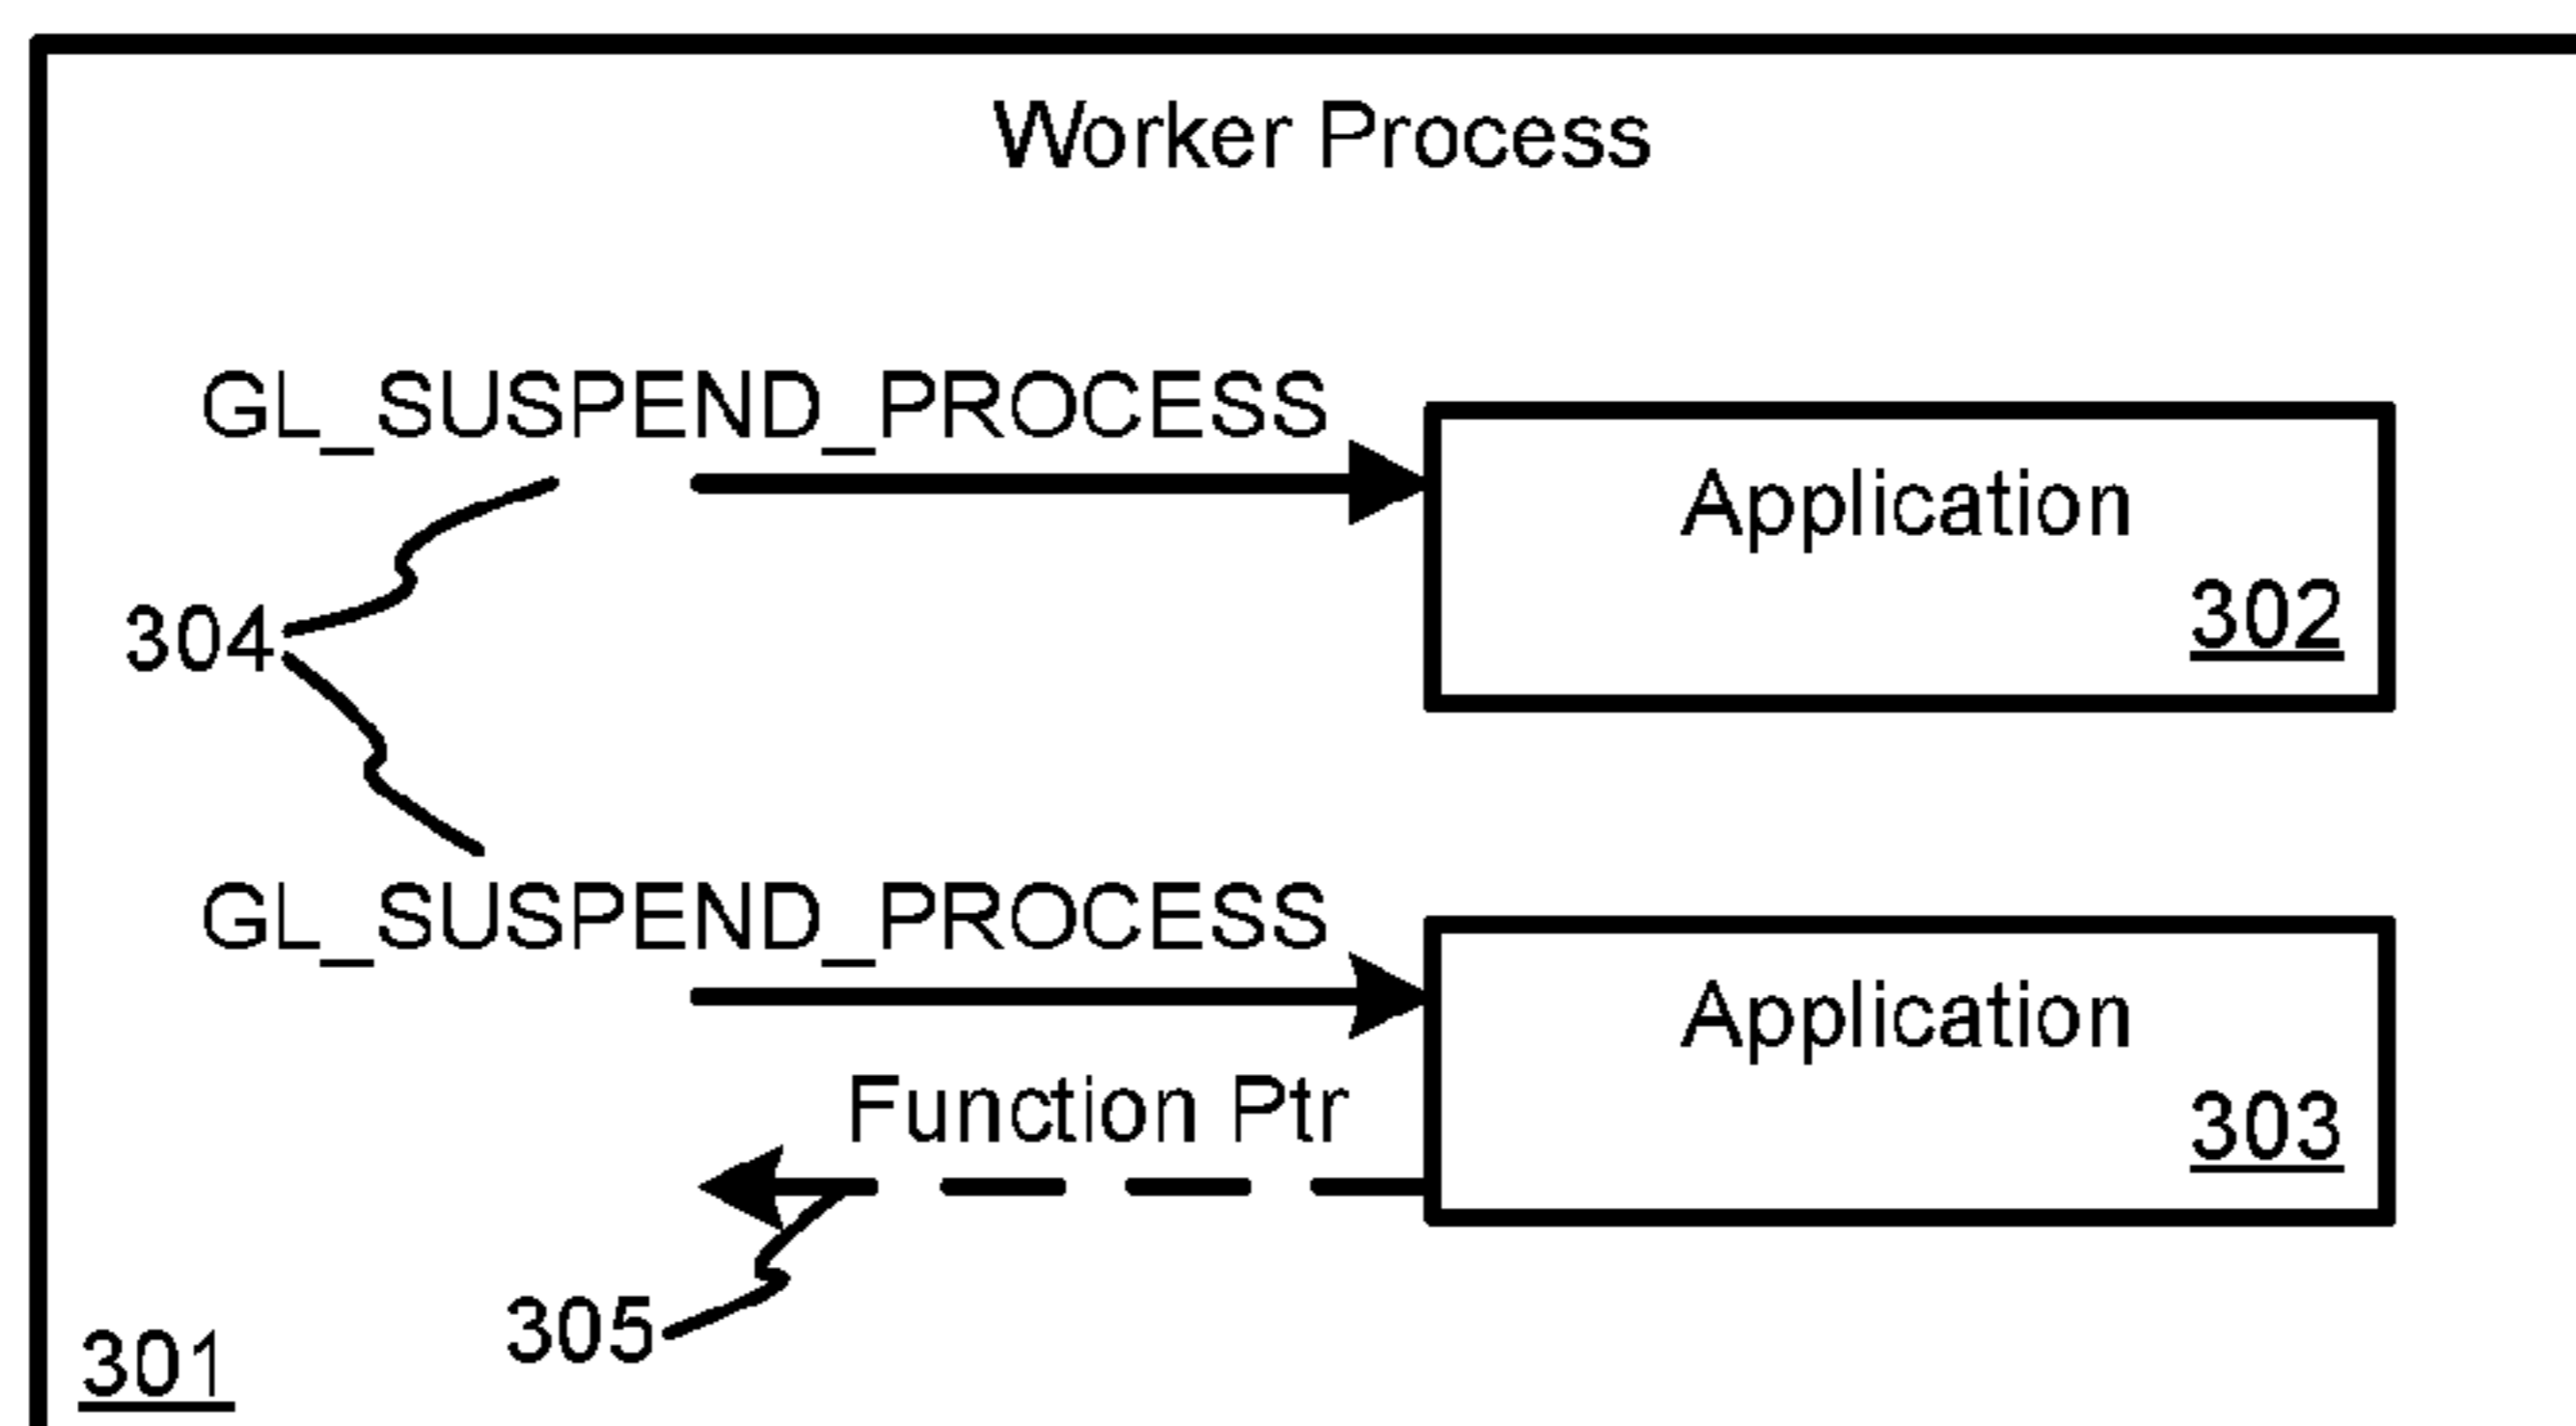 Worker Process
GL_SUSPEND_PROCESS
Application
302
304
GL_SUSPEND_PROCESS
Application
Function Ptr
303
305
301